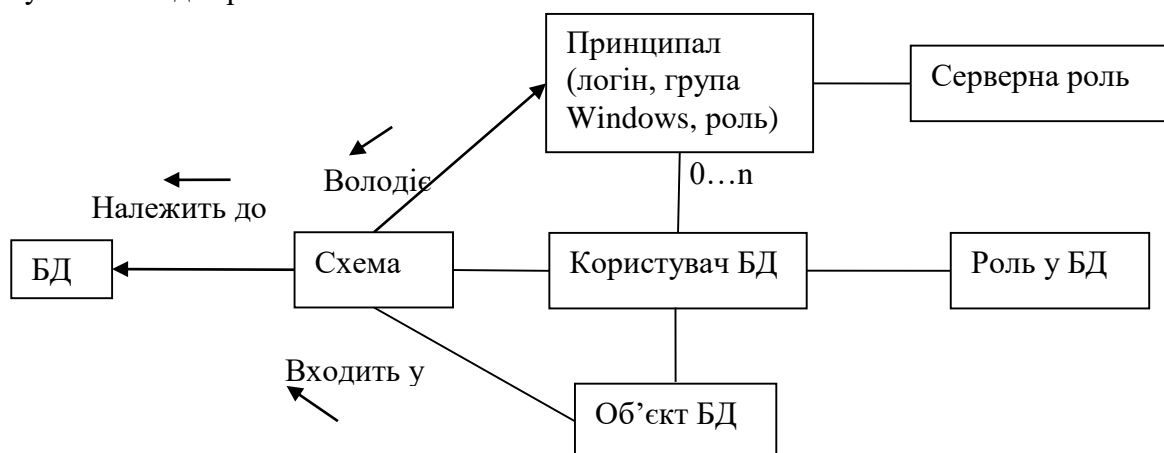 Принципал
(логін, група
Windows, роль)
Серверна роль
0…n
Володіє
Належить до
БД
Схема
Користувач БД
Роль у БД
Входить у
Об’єкт БД